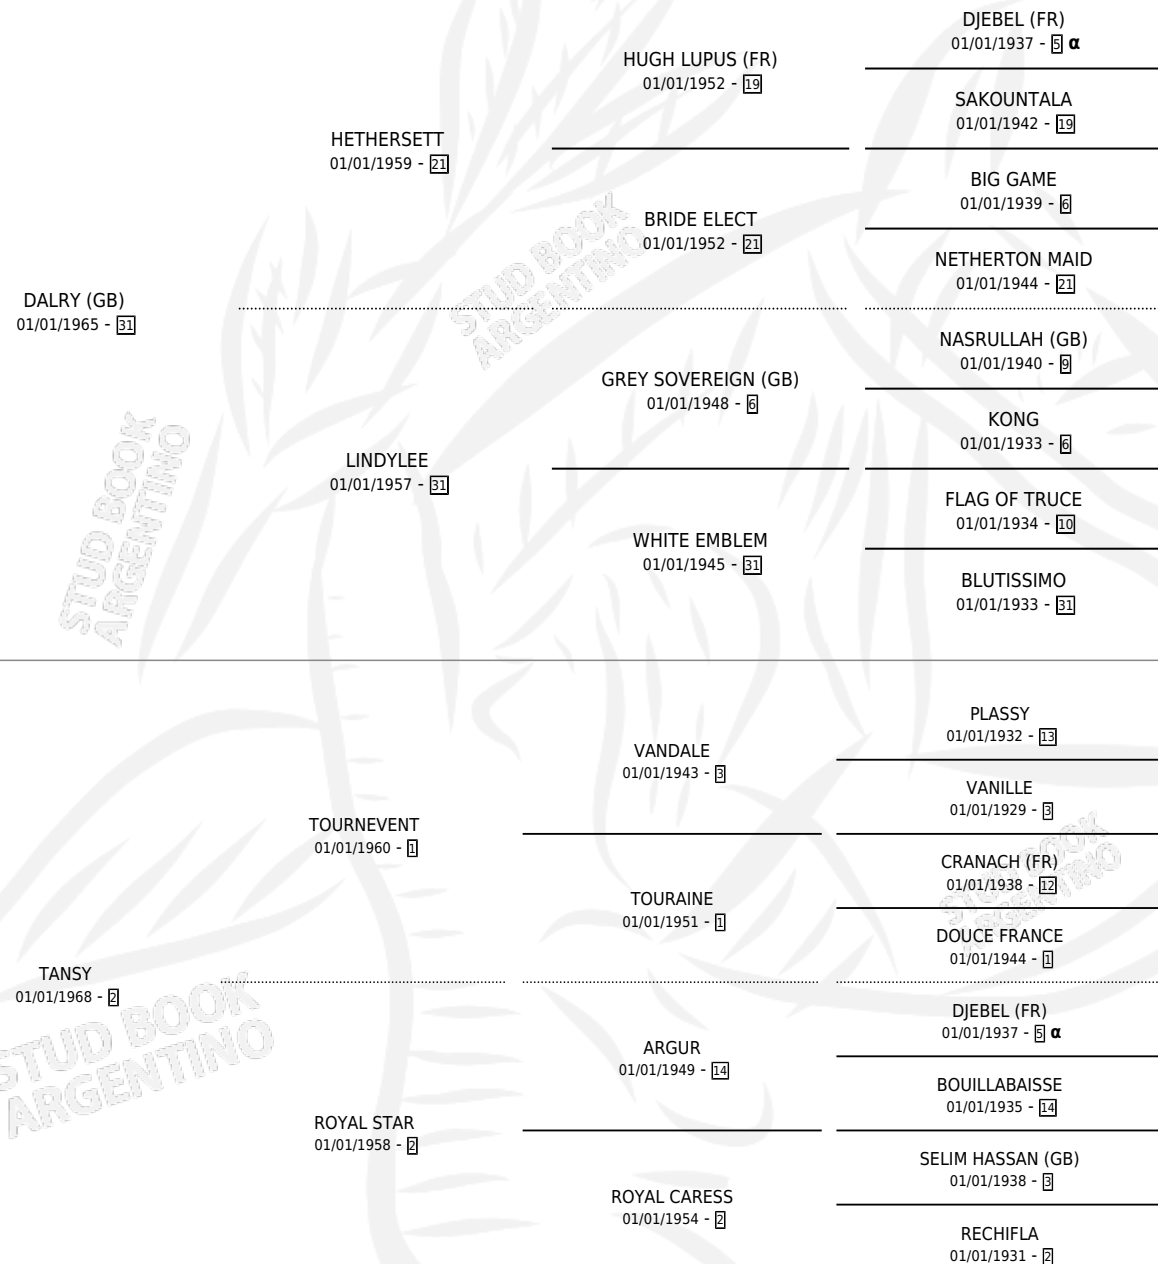 DJEBEL (FR)
01/01/1937 - 5 α
HUGH LUPUS (FR)
01/01/1952 - 19
SAKOUNTALA
01/01/1942 - 19
HETHERSETT
01/01/1959 - 21
BIG GAME
01/01/1939 - 6
BRIDE ELECT
01/01/1952 - 21
NETHERTON MAID
01/01/1944 - 21
DALRY (GB)
01/01/1965 - 31
NASRULLAH (GB)
01/01/1940 - 9
GREY SOVEREIGN (GB)
01/01/1948 - 6
KONG
01/01/1933 - 6
LINDYLEE
01/01/1957 - 31
FLAG OF TRUCE
01/01/1934 - 10
WHITE EMBLEM
01/01/1945 - 31
BLUTISSIMO
01/01/1933 - 31
PLASSY
01/01/1932 - 13
VANDALE
01/01/1943 - 3
VANILLE
01/01/1929 - 3
TOURNEVENT
01/01/1960 - 1
CRANACH (FR)
01/01/1938 - 12
TOURAINE
01/01/1951 - 1
DOUCE FRANCE
01/01/1944 - 1
TANSY
01/01/1968 - 2
DJEBEL (FR)
01/01/1937 - 5 α
ARGUR
01/01/1949 - 14
BOUILLABAISSE
01/01/1935 - 14
ROYAL STAR
01/01/1958 - 2
SELIM HASSAN (GB)
01/01/1938 - 3
ROYAL CARESS
01/01/1954 - 2
RECHIFLA
01/01/1931 - 2
STUD BOOK
ARGENTINO
STUD BOOK
ARGENTINO
STUD BOOK
ARGENTINO
STUD BOOK
ARGENTINO